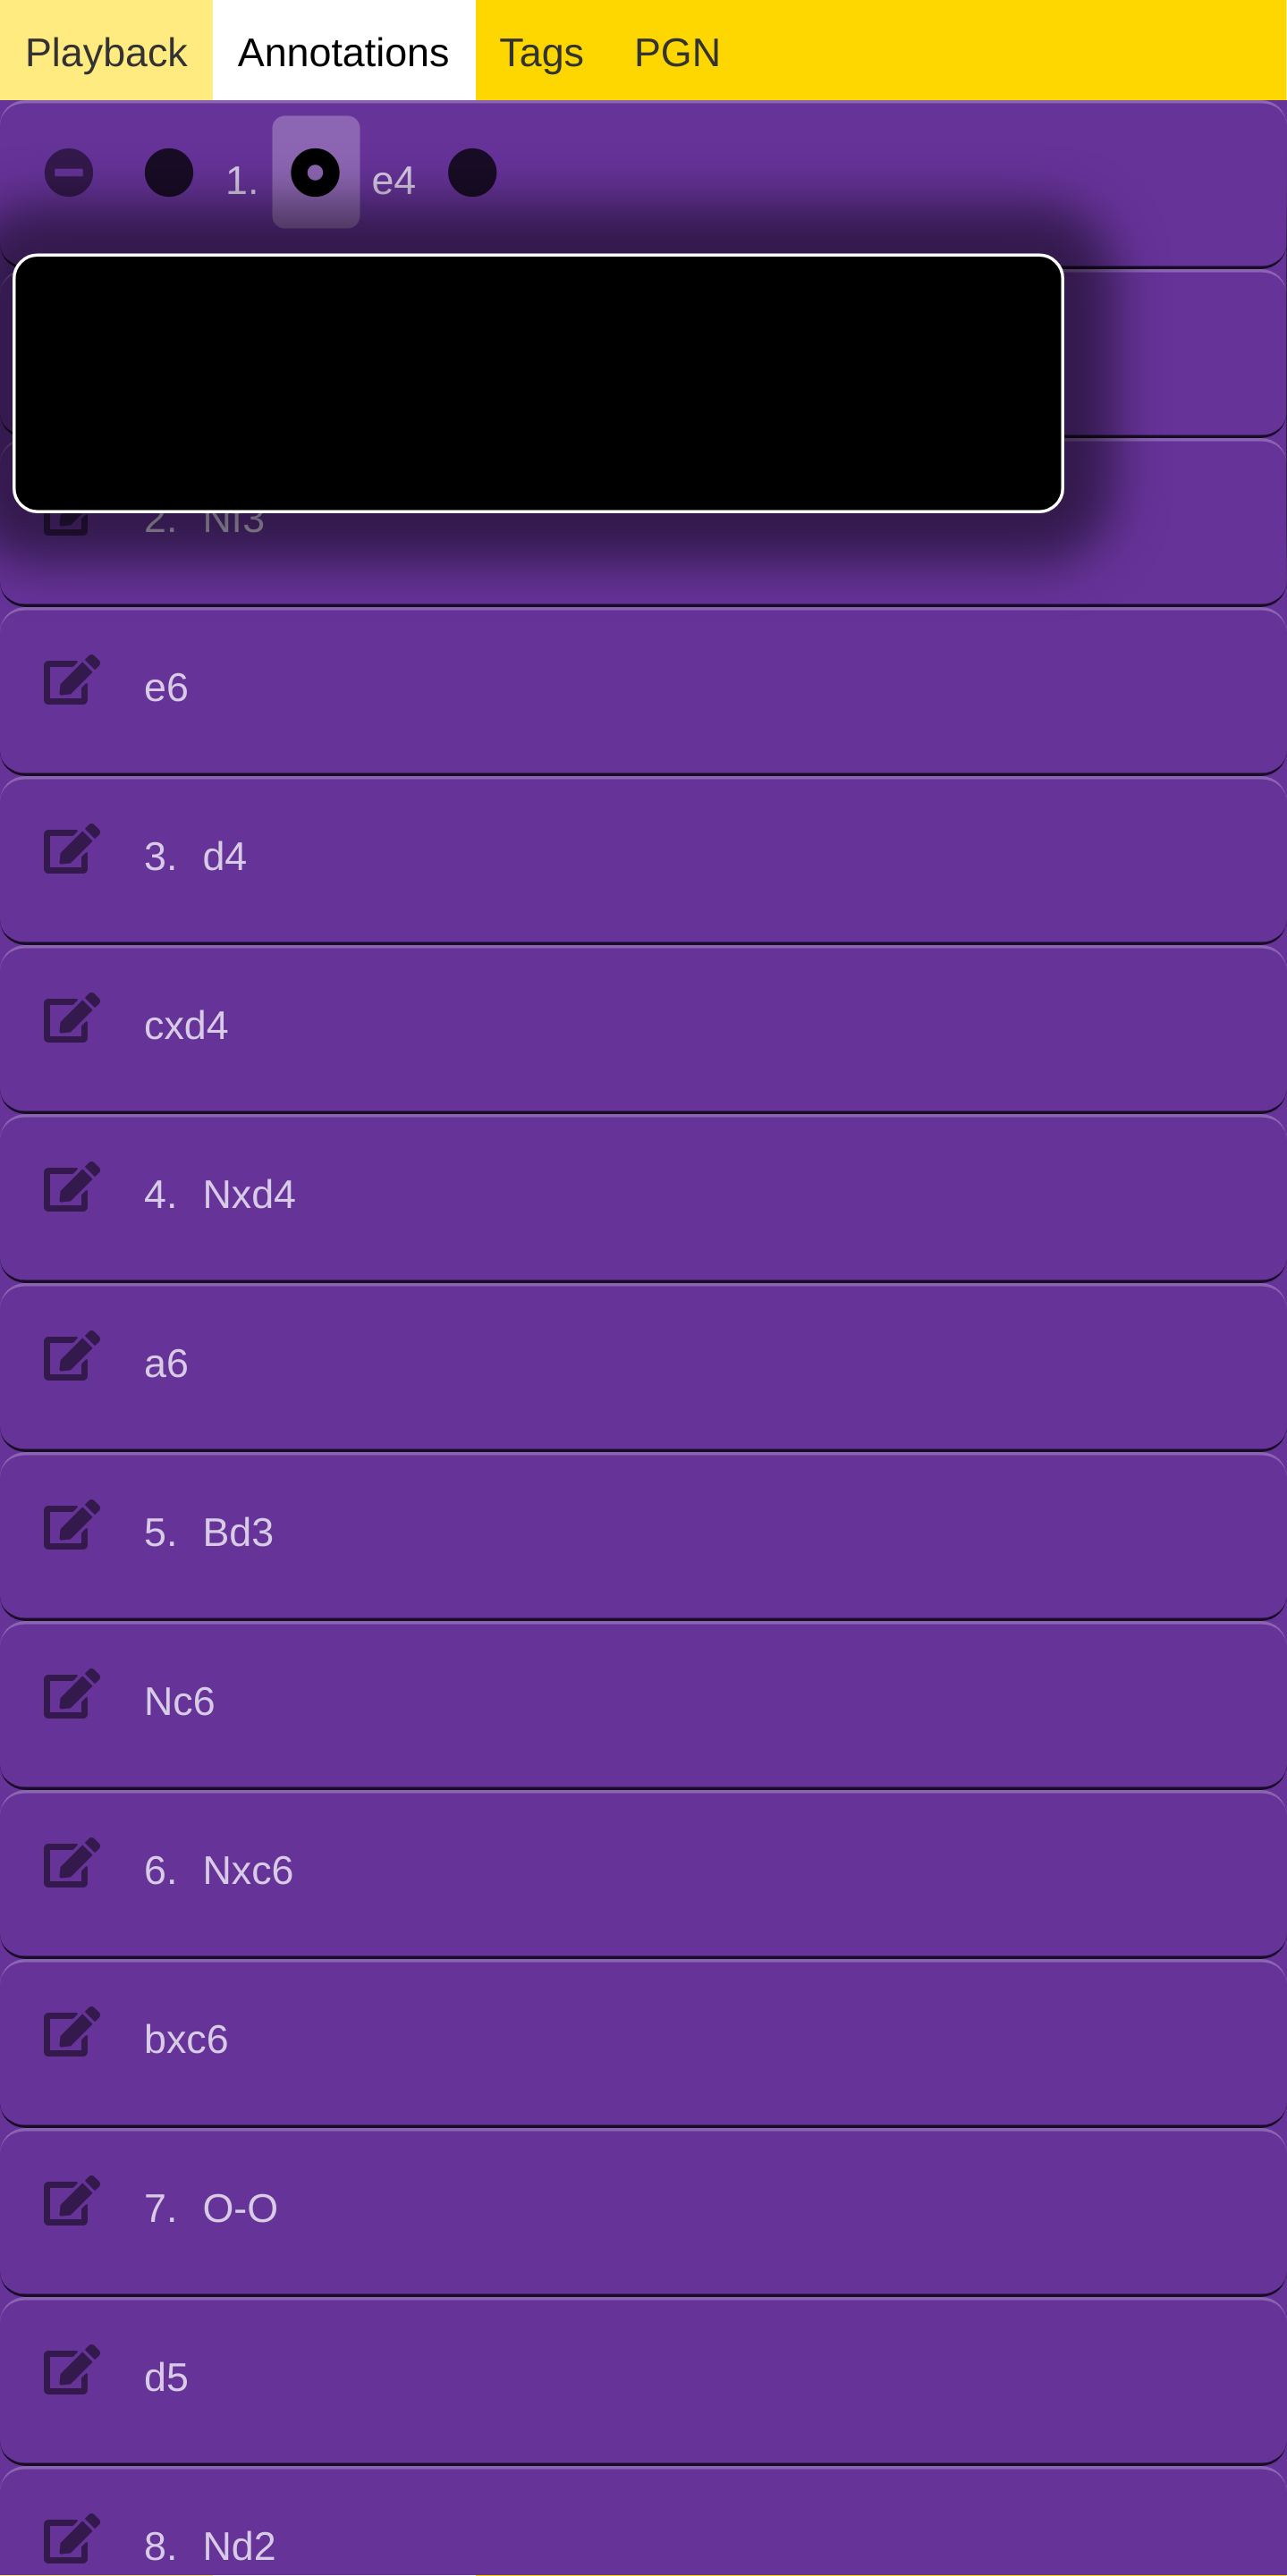 Playback Annotations Tags PGN
1. e4
2. Nf3
e6
3. d4
cxd4
4. Nxd4
a6
5. Bd3
Nc6
6. Nxc6
bxc6
7. O-O
d5
8. Nd2